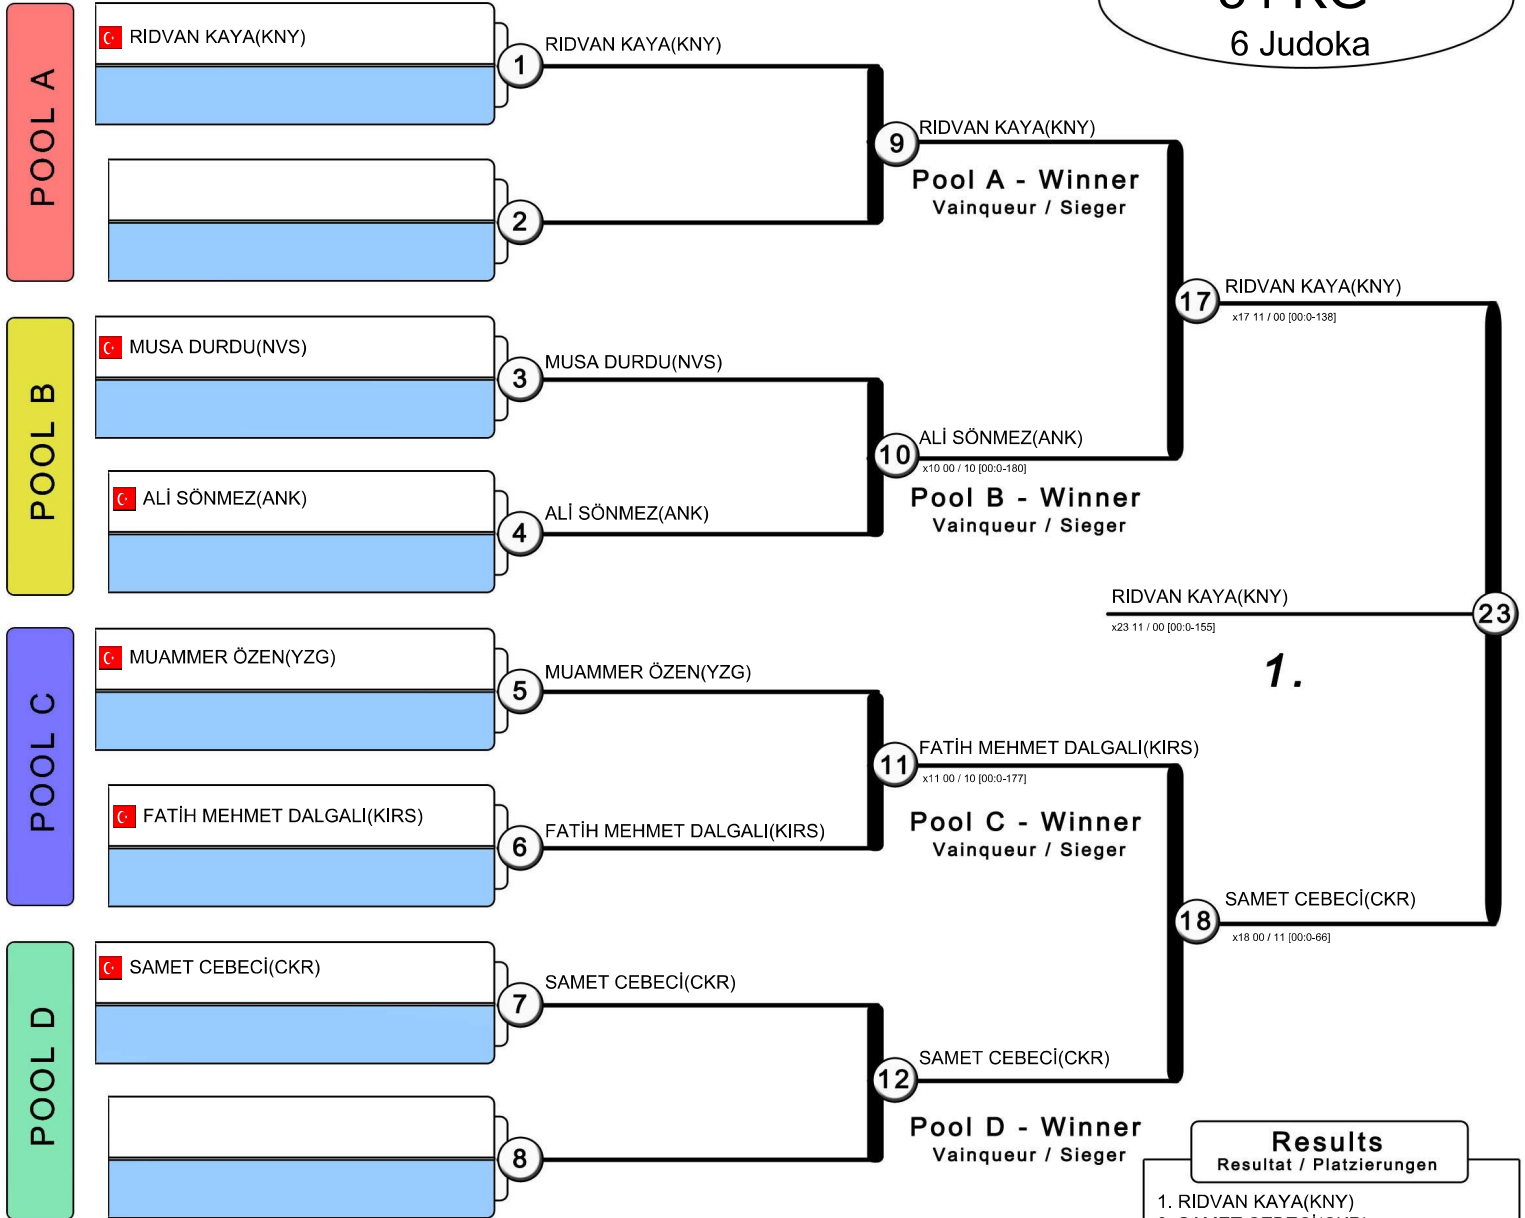 6 Judoka
POOL A
RIDVAN KAYA(KNY)
1
RIDVAN KAYA(KNY)
2
9
RIDVAN KAYA(KNY)
Pool A - Winner
Vainqueur / Sieger
POOL B
MUSA DURDU(NVS)
3
MUSA DURDU(NVS)
ALİ SÖNMEZ(ANK)
4
ALİ SÖNMEZ(ANK)
10
ALİ SÖNMEZ(ANK)
x10 00 / 10 [00:0-180]
Pool B - Winner
Vainqueur / Sieger
17
RIDVAN KAYA(KNY)
x17 11 / 00 [00:0-138]
RIDVAN KAYA(KNY)
x23 11 / 00 [00:0-155]
23
1.
POOL C
MUAMMER ÖZEN(YZG)
5
MUAMMER ÖZEN(YZG)
FATİH MEHMET DALGALI(KIRS)
6
FATİH MEHMET DALGALI(KIRS)
11
FATİH MEHMET DALGALI(KIRS)
x11 00 / 10 [00:0-177]
Pool C - Winner
Vainqueur / Sieger
18
SAMET CEBECİ(CKR)
x18 00 / 11 [00:0-66]
POOL D
SAMET CEBECİ(CKR)
7
SAMET CEBECİ(CKR)
8
12
SAMET CEBECİ(CKR)
Pool D - Winner
Vainqueur / Sieger
Results
Resultat / Platzierungen
1. RIDVAN KAYA(KNY)